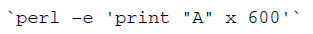 `perl –e 'print "A" x 600'`